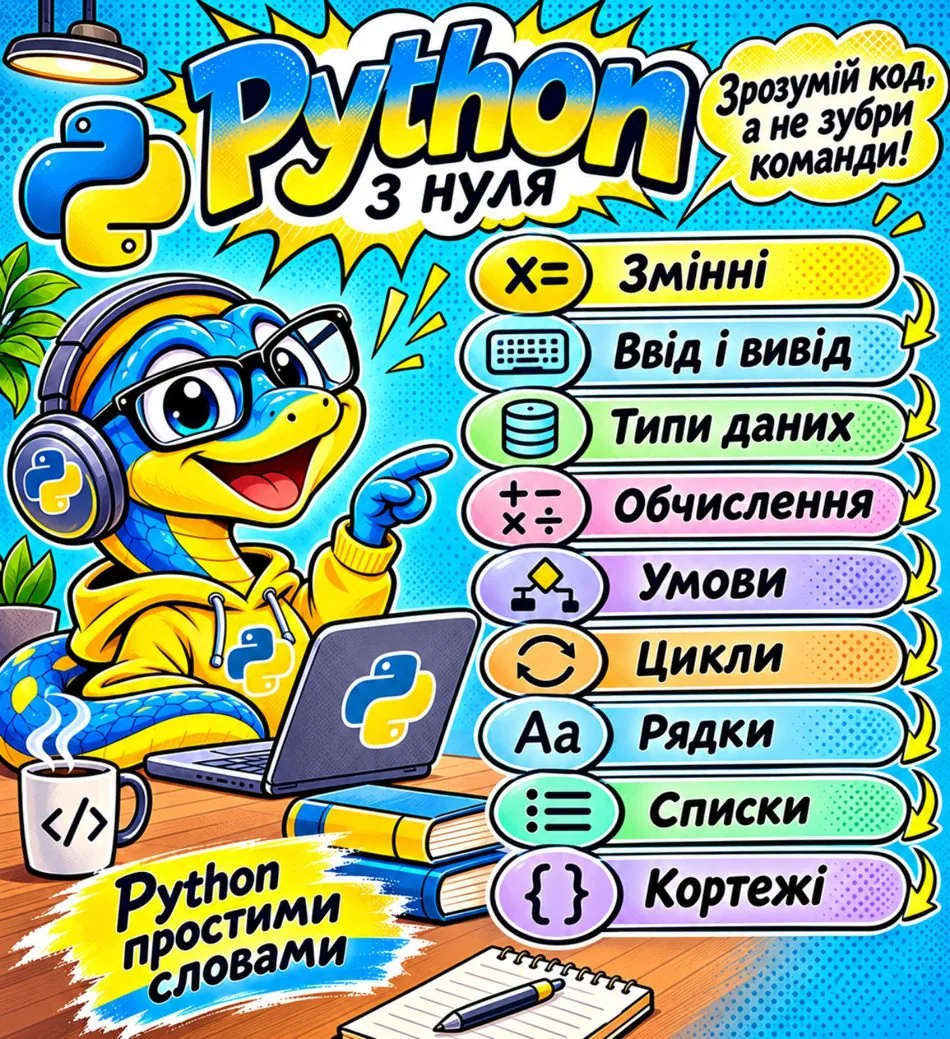 Python
з нуля
Зрозумій код,
а не зубри
команди!
x= Змінні
Ввід і вивід
Типи даних
+ −
× ÷
Обчислення
Умови
Цикли
Aa Рядки
Списки
{ } Кортежі
</>
Python
простими
словами